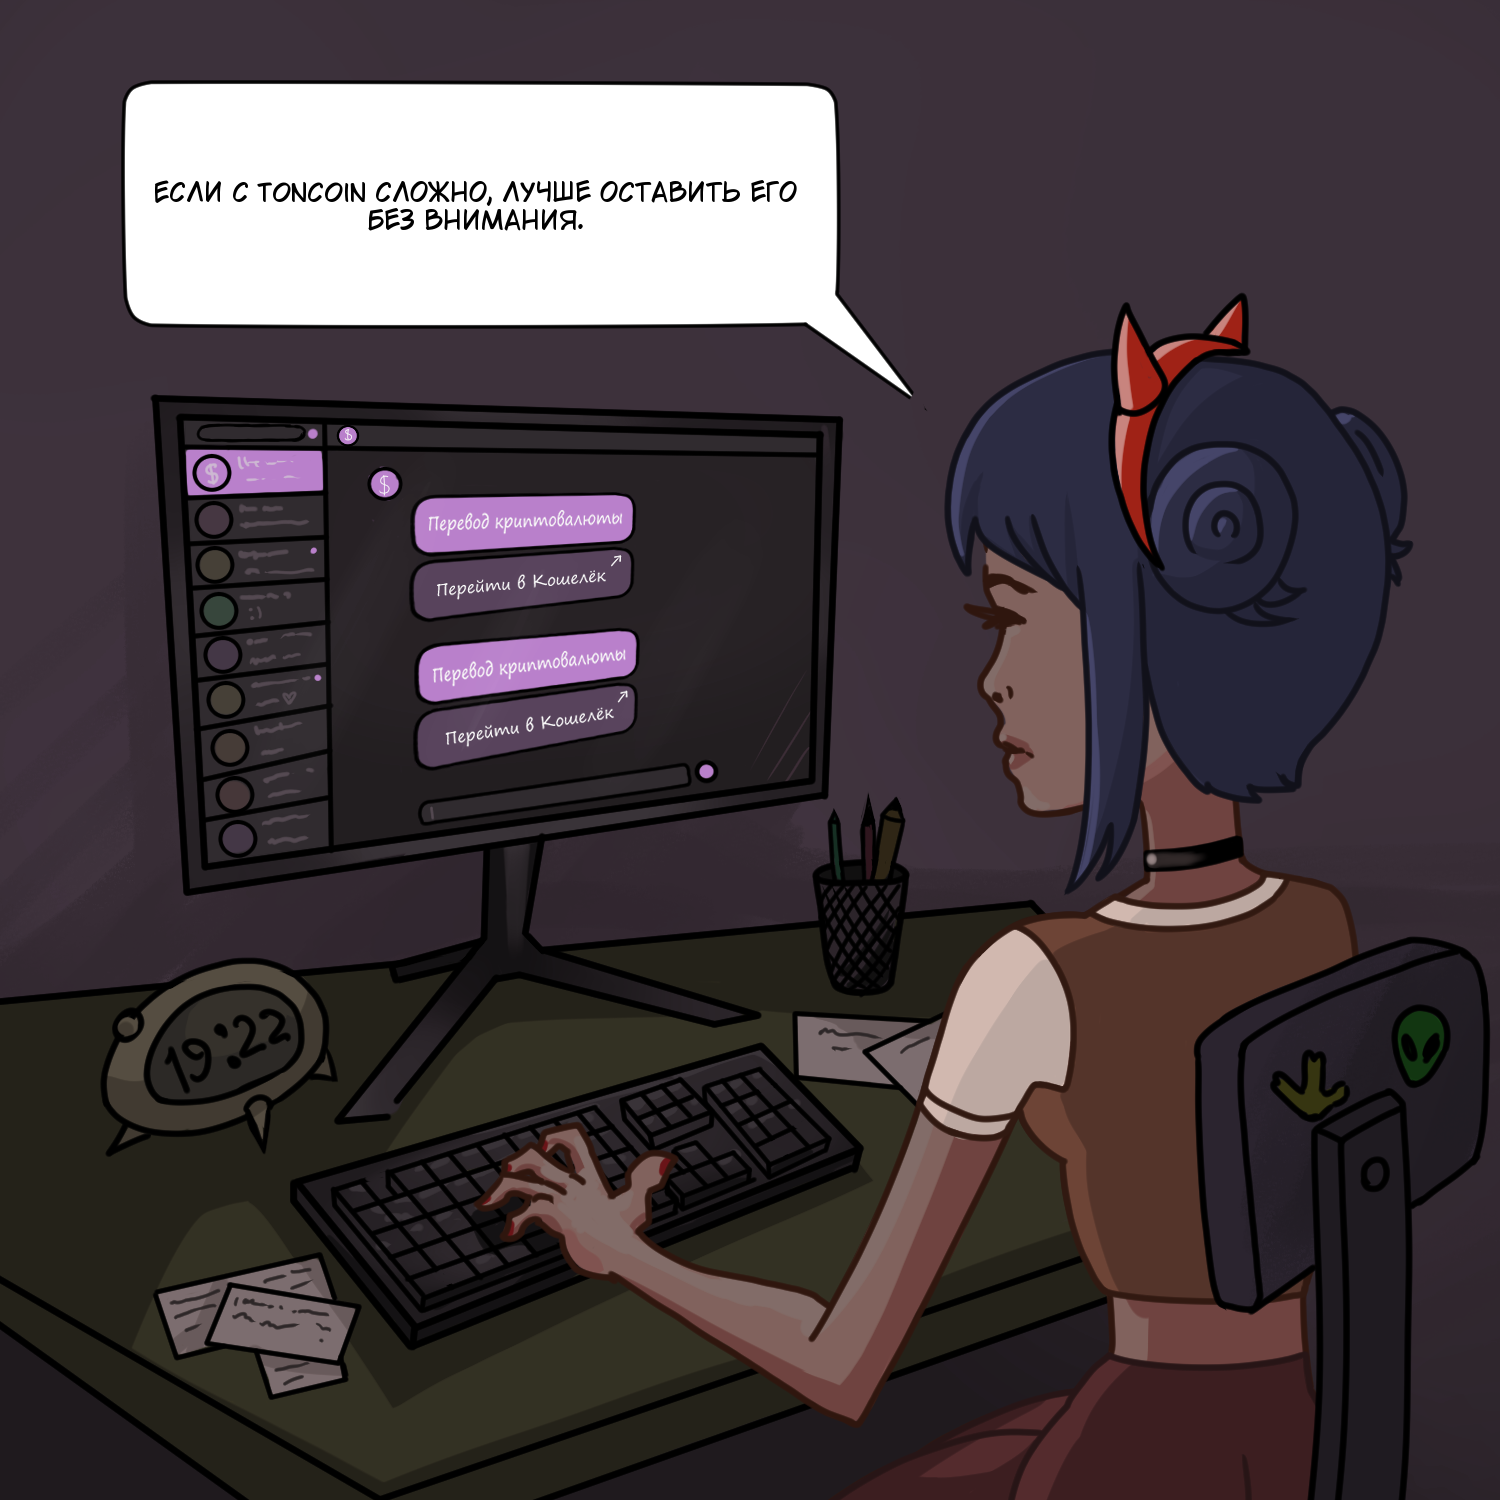 ЕСЛИ С TONCOIN СЛОЖНО, ЛУЧШЕ ОСТАВИТЬ ЕГО
БЕЗ ВНИМАНИЯ.
$
$
$
Перевод криптовалюты
Перейти в Кошелёк
Перевод криптовалюты
Перейти в Кошелёк
:)
19:22